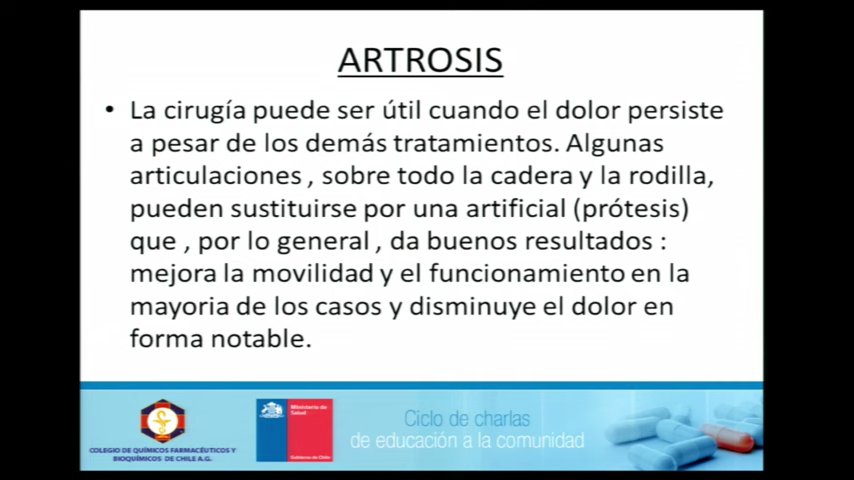 ARTROSIS
• La cirugía puede ser útil cuando el dolor persiste
a pesar de los demás tratamientos. Algunas
articulaciones , sobre todo la cadera y la rodilla,
pueden sustituirse por una artificial (prótesis)
que , por lo general , da buenos resultados :
mejora la movilidad y el funcionamiento en la
mayoria de los casos y disminuye el dolor en
forma notable.
COLEGIO DE QUÍMICOS FARMACÉUTICOS Y
BIOQUÍMICOS DE CHILE A.G.
Ministerio de
Salud
Gobierno de Chile
Ciclo de charlas
de educación a la comunidad